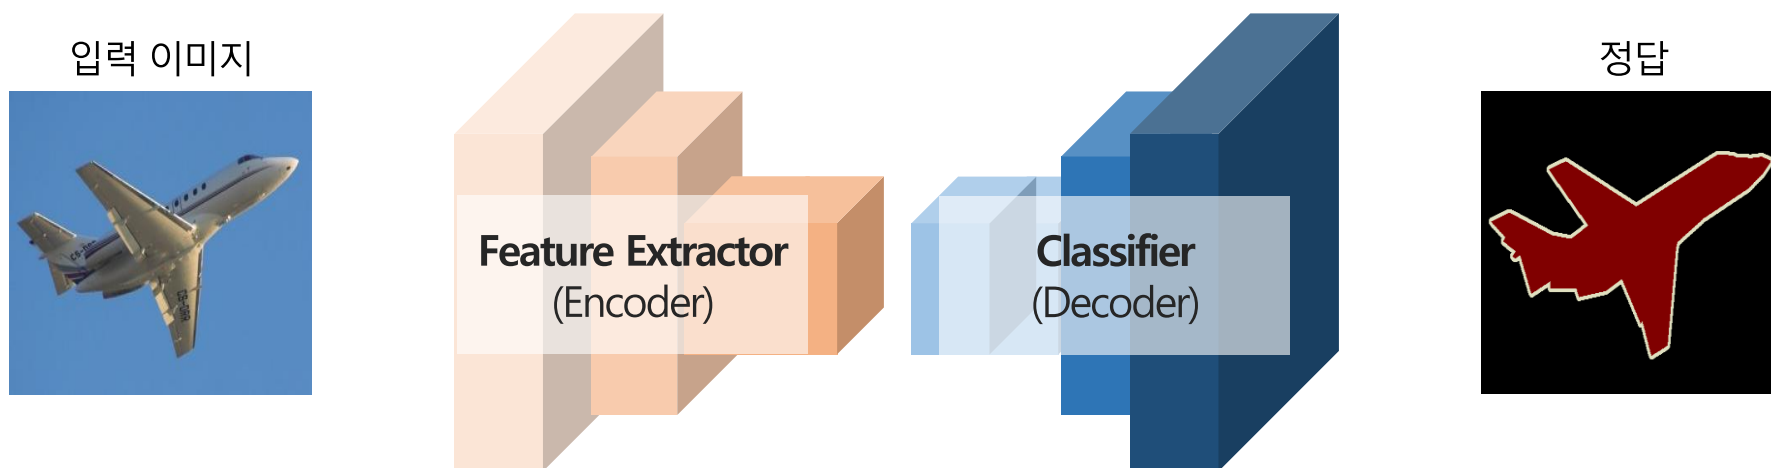 입력 이미지
정답
Feature Extractor
(Encoder)
Classifier
(Decoder)